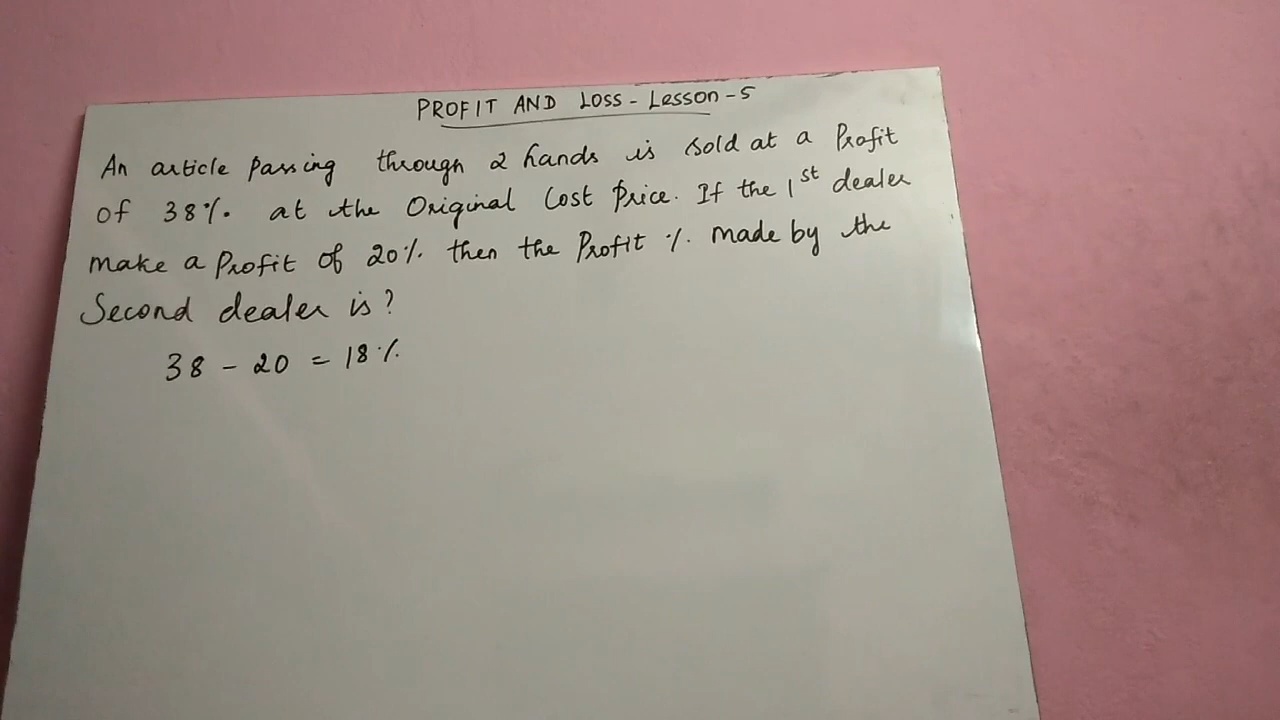 PROFIT AND LOSS - Lesson - 5
An article passing through 2 hands is sold at a Profit
of 38% at the Original Cost Price. If the 1st dealer
make a Profit of 20% then the Profit % made by the
Second dealer is?
38 - 20 = 18%